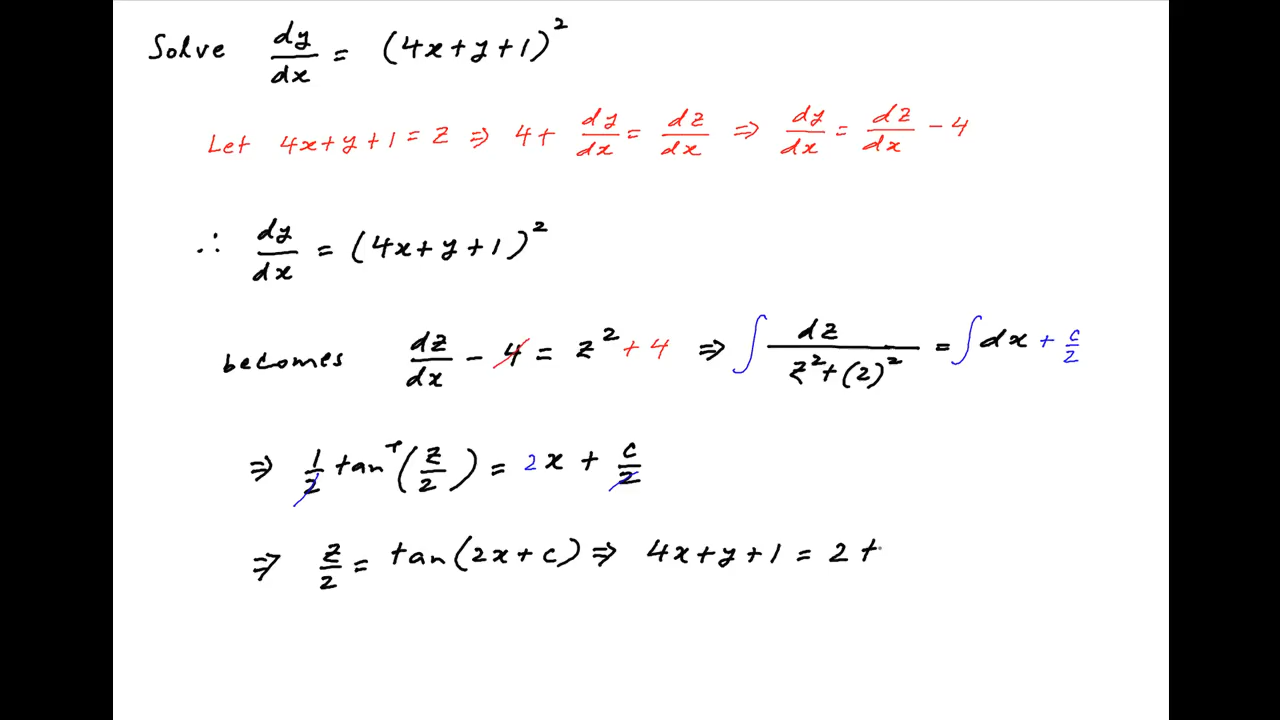 Solve dy/dx = (4x+y+1)²
Let 4x+y+1 = z ⇒ 4 + dy/dx = dz/dx ⇒ dy/dx = dz/dx − 4
∴ dy/dx = (4x+y+1)²
becomes dz/dx − 4 = z² + 4 ⇒ ∫ dz/(z²+(2)²) = ∫ dx + c/2
⇒ 1/2 tan⁻¹(z/2) = 2x + c/2
⇒ z/2 = tan(2x+c) ⇒ 4x+y+1 = 2 t